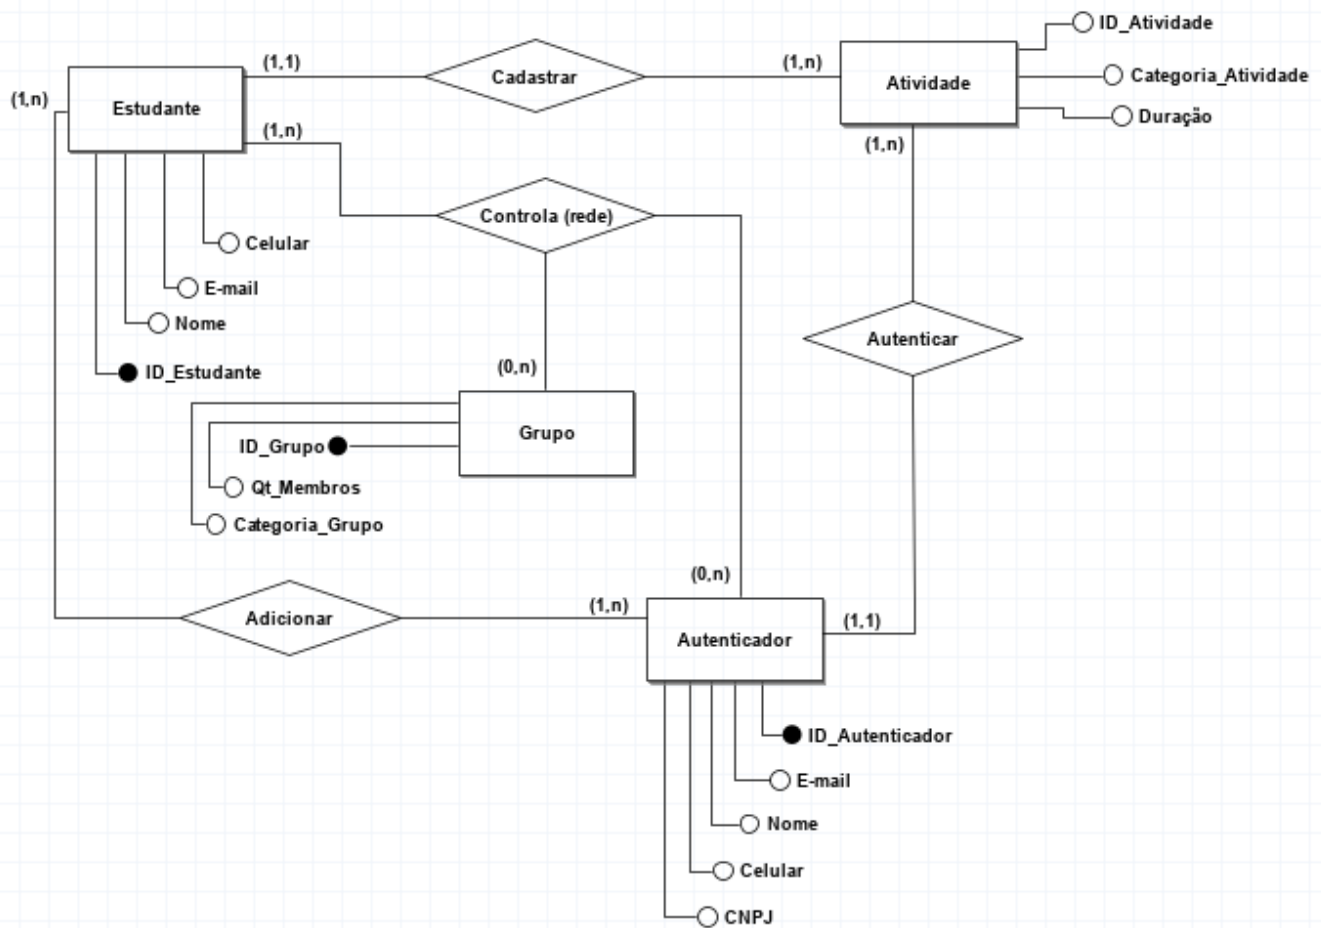 ID_Atividade
(1,1)
Cadastrar
(1,n)
Atividade
Categoria_Atividade
(1,n)
Estudante
Duração
(1,n)
(1,n)
Controla (rede)
Celular
E-mail
Nome
Autenticar
ID_Estudante
(0,n)
Grupo
ID_Grupo
Qt_Membros
Categoria_Grupo
(0,n)
Adicionar
(1,n)
Autenticador
(1,1)
ID_Autenticador
E-mail
Nome
Celular
CNPJ